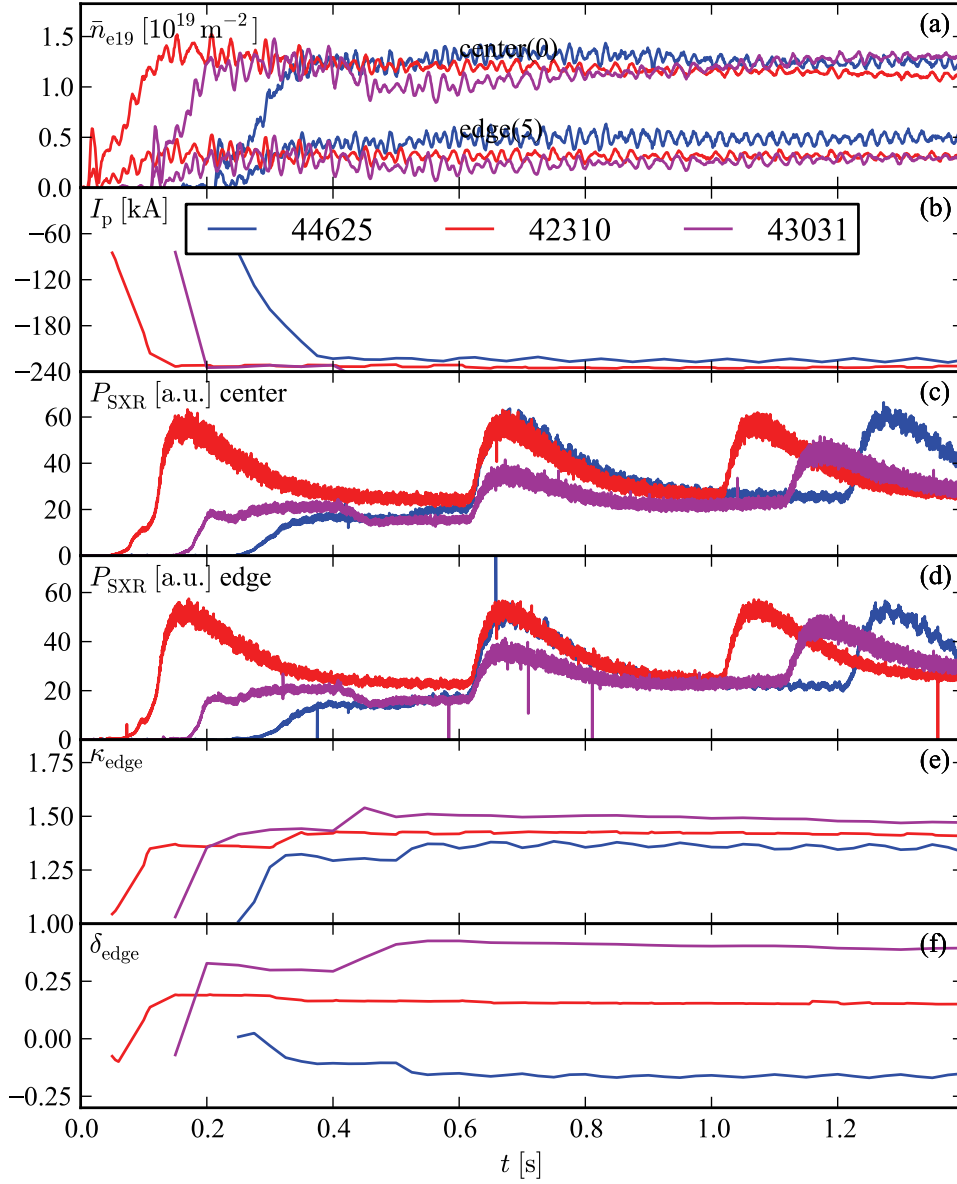 n̄e19 [10^19 m^−2] (a)
1.5
center(0)
1.0
edge(5)
0.5
0.0
Ip [kA] (b)
44625 42310 43031
−60
−120
−180
−240
PSXR [a.u.] center (c)
60
40
20
0
PSXR [a.u.] edge (d)
60
40
20
0
κedge (e)
1.75
1.50
1.25
1.00
δedge (f)
0.25
0.00
−0.25
0.0 0.2 0.4 0.6 0.8 1.0 1.2
t [s]